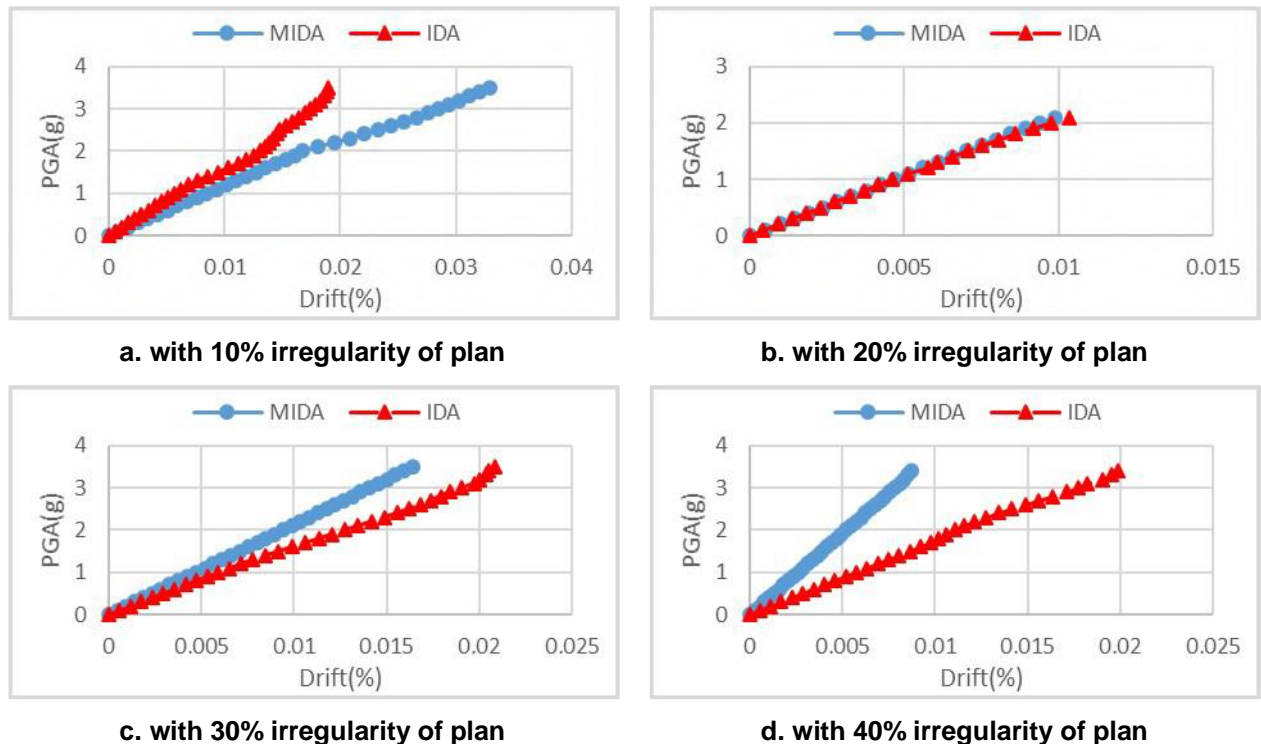 MIDA IDA
PGA(g)
4
3
2
1
0
0 0.01 0.02 0.03 0.04
Drift(%)
a. with 10% irregularity of plan
MIDA IDA
PGA(g)
3
2
1
0
0 0.005 0.01 0.015
Drift(%)
b. with 20% irregularity of plan
MIDA IDA
PGA(g)
4
3
2
1
0
0 0.005 0.01 0.015 0.02 0.025
Drift(%)
c. with 30% irregularity of plan
MIDA IDA
PGA(g)
4
3
2
1
0
0 0.005 0.01 0.015 0.02 0.025
Drift(%)
d. with 40% irregularity of plan